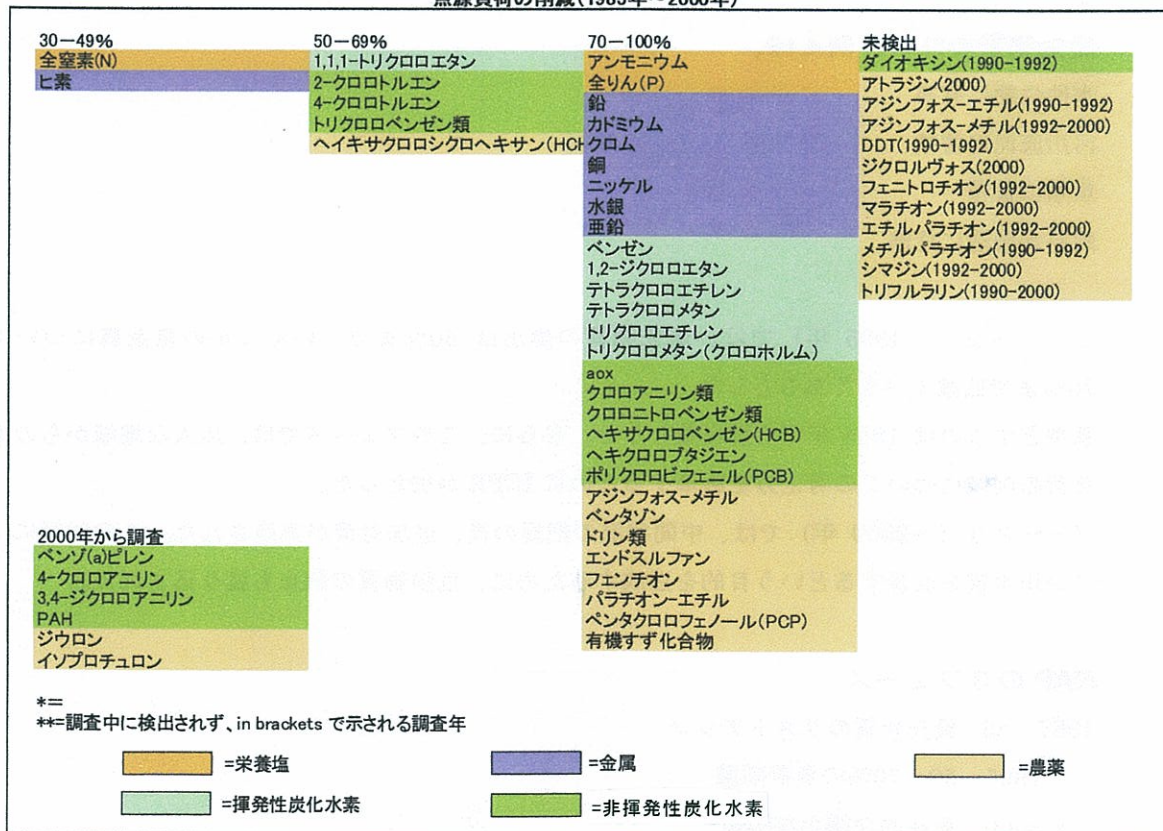 点源負荷の削減(1985年～2000年)
30－49%
全窒素(N)
ヒ素
50－69%
1,1,1-トリクロロエタン
2-クロロトルエン
4-クロロトルエン
トリクロロベンゼン類
ヘイキサクロロシクロヘキサン(HCH
70－100%
アンモニウム
全りん(P)
鉛
カドミウム
クロム
銅
ニッケル
水銀
亜鉛
ベンゼン
1,2-ジクロロエタン
テトラクロロエチレン
テトラクロロメタン
トリクロロエチレン
トリクロロメタン(クロロホルム)
aox
クロロアニリン類
クロロニトロベンゼン類
ヘキサクロロベンゼン(HCB)
ヘキクロロブタジエン
ポリクロロビフェニル(PCB)
アジンフォス-メチル
ベンタゾン
ドリン類
エンドスルファン
フェンチオン
パラチオン-エチル
ペンタクロロフェノール(PCP)
有機すず化合物
未検出
ダイオキシン(1990-1992)
アトラジン(2000)
アジンフォス-エチル(1990-1992)
アジンフォス-メチル(1992-2000)
DDT(1990-1992)
ジクロルヴォス(2000)
フェニトロチオン(1992-2000)
マラチオン(1992-2000)
エチルパラチオン(1992-2000)
メチルパラチオン(1990-1992)
シマジン(1992-2000)
トリフルラリン(1990-2000)
2000年から調査
ベンゾ(a)ピレン
4-クロロアニリン
3,4-ジクロロアニリン
PAH
ジウロン
イソプロチュロン
*=
**=調査中に検出されず、in brackets で示される調査年
=栄養塩
=金属
=農薬
=揮発性炭化水素
=非揮発性炭化水素